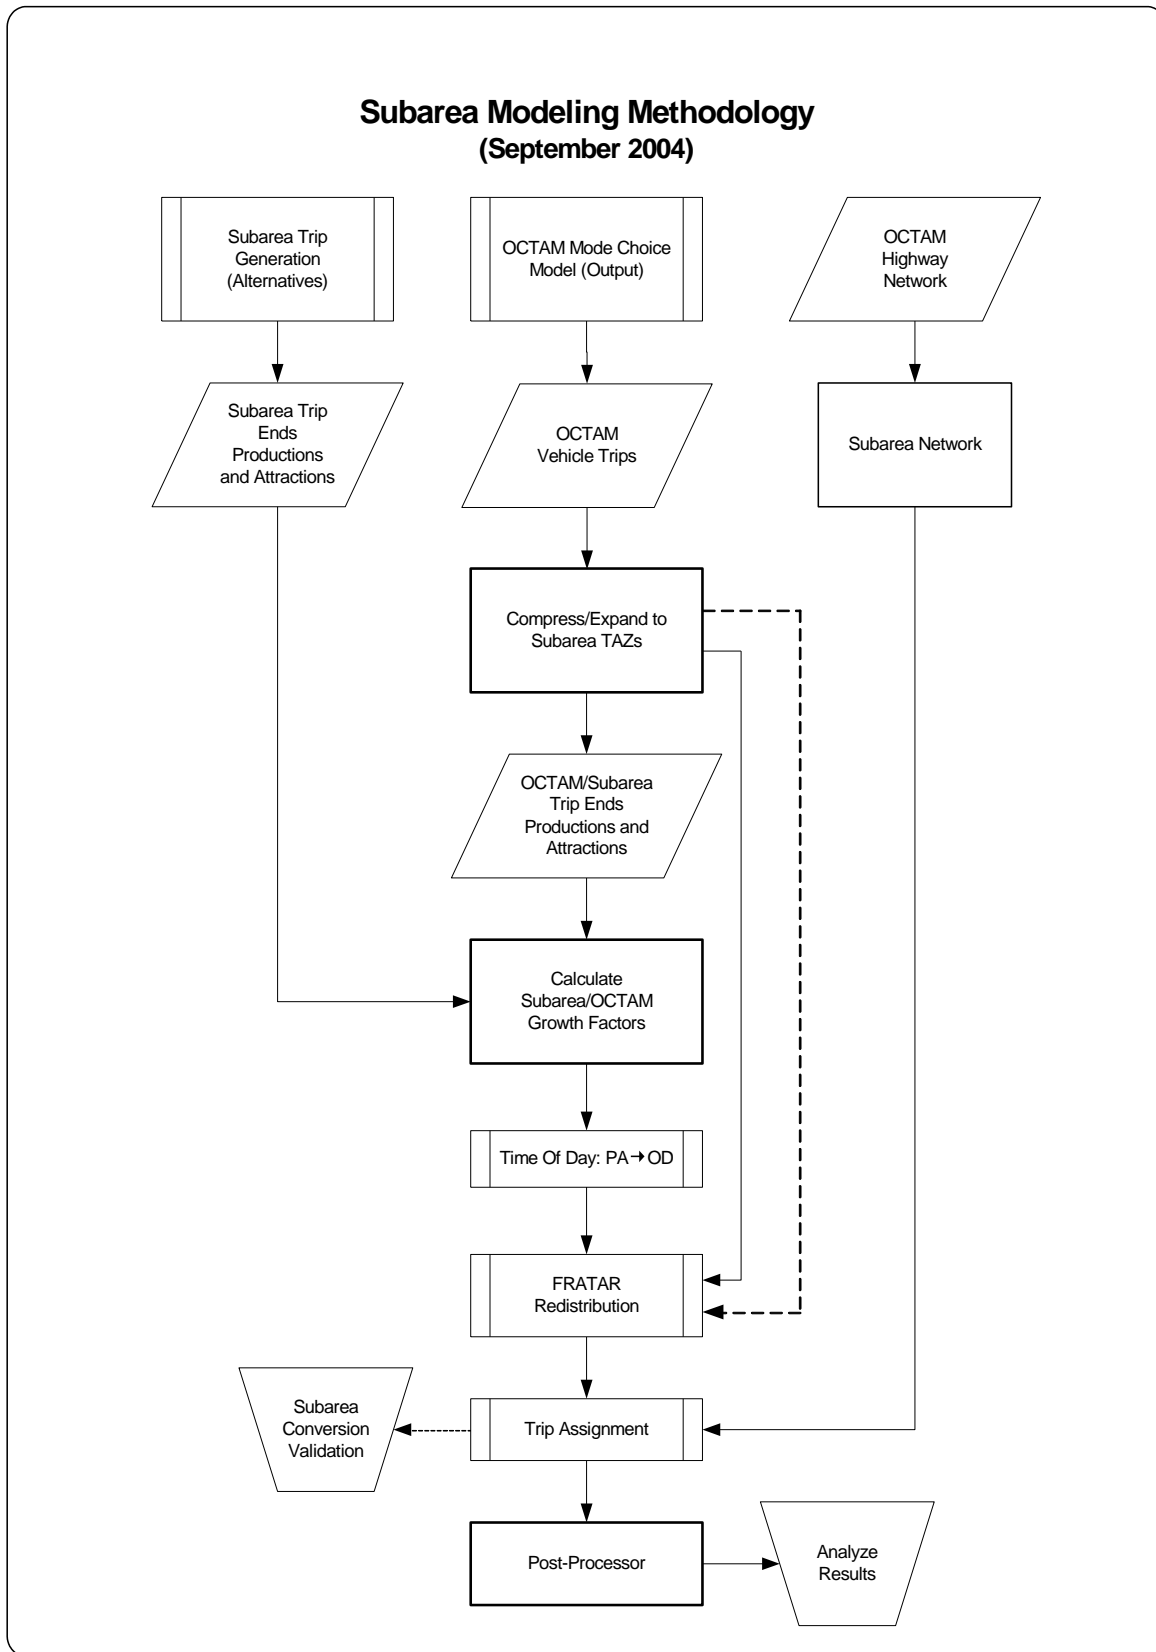 Subarea Modeling Methodology
(September 2004)
Subarea Trip
Generation
(Alternatives)
OCTAM Mode Choice
Model (Output)
OCTAM
Highway
Network
Subarea Trip
Ends
Productions
and Attractions
OCTAM
Vehicle Trips
Subarea Network
Compress/Expand to
Subarea TAZs
OCTAM/Subarea
Trip Ends
Productions and
Attractions
Calculate
Subarea/OCTAM
Growth Factors
Time Of Day: PA→OD
FRATAR
Redistribution
Subarea
Conversion
Validation
Trip Assignment
Post-Processor
Analyze
Results